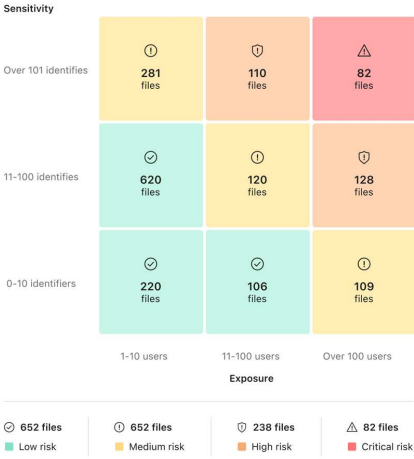 Sensitivity
Over 101 identifies
281
files
110
files
82
files
11-100 identifies
620
files
120
files
128
files
0-10 identifiers
220
files
106
files
109
files
1-10 users
11-100 users
Over 100 users
Exposure
652 files
652 files
238 files
82 files
Low risk
Medium risk
High risk
Critical risk